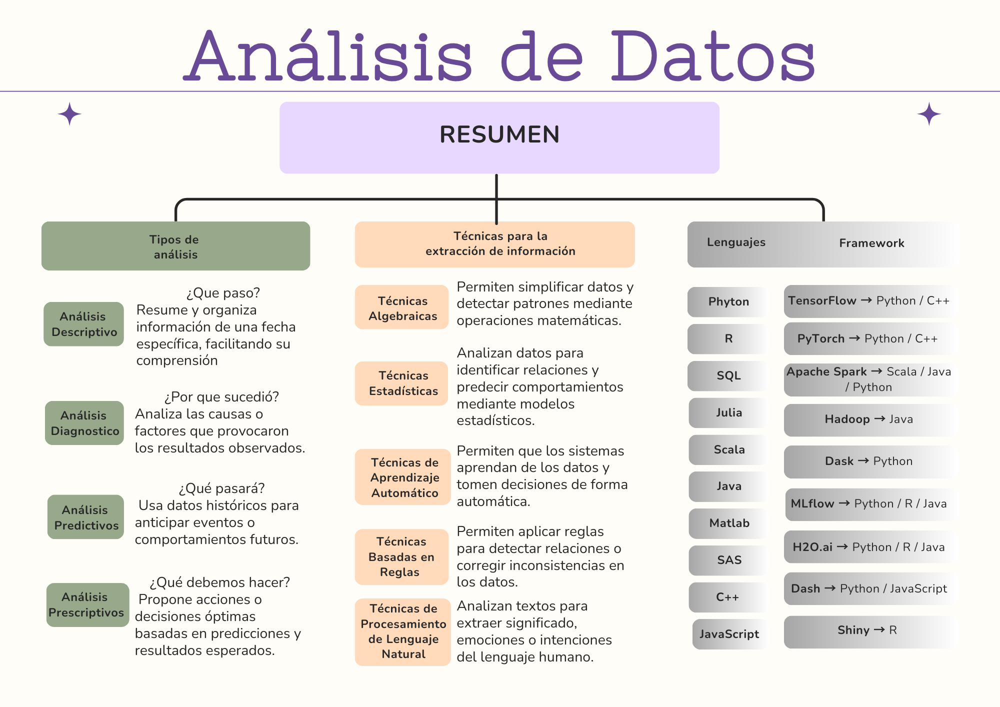 Análisis de Datos
RESUMEN
Tipos de
análisis
¿Que paso?
Análisis
Descriptivo
Resume y organiza
información de una fecha
específica, facilitando su
comprensión
¿Por que sucedió?
Análisis
Diagnostico
Analiza las causas o
factores que provocaron
los resultados observados.
¿Qué pasará?
Análisis
Predictivos
Usa datos históricos para
anticipar eventos o
comportamientos futuros.
¿Qué debemos hacer?
Análisis
Prescriptivos
Propone acciones o
decisiones óptimas
basadas en predicciones y
resultados esperados.
Técnicas para la
extracción de información
Técnicas
Algebraicas
Permiten simplificar datos y
detectar patrones mediante
operaciones matemáticas.
Técnicas
Estadísticas
Analizan datos para
identificar relaciones y
predecir comportamientos
mediante modelos
estadísticos.
Técnicas de
Aprendizaje
Automático
Permiten que los sistemas
aprendan de los datos y
tomen decisiones de forma
automática.
Técnicas
Basadas en
Reglas
Permiten aplicar reglas
para detectar relaciones o
corregir inconsistencias en
los datos.
Técnicas de
Procesamiento
de Lenguaje
Natural
Analizan textos para
extraer significado,
emociones o intenciones
del lenguaje humano.
Lenguajes
Phyton
R
SQL
Julia
Scala
Java
Matlab
SAS
C++
JavaScript
Framework
TensorFlow → Python / C++
PyTorch → Python / C++
Apache Spark → Scala / Java
/ Python
Hadoop → Java
Dask → Python
MLflow → Python / R / Java
H2O.ai → Python / R / Java
Dash → Python / JavaScript
Shiny → R